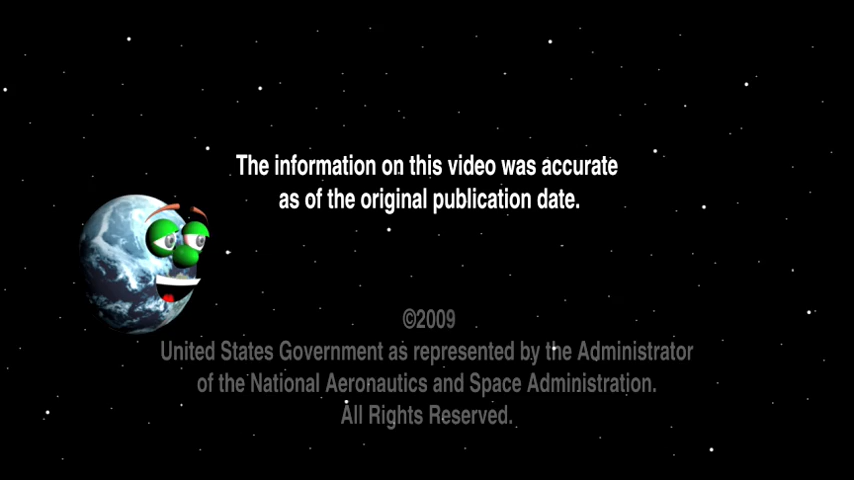 The information on this video was accurate
as of the original publication date.
©2009
United States Government as represented by the Administrator
of the National Aeronautics and Space Administration.
All Rights Reserved.